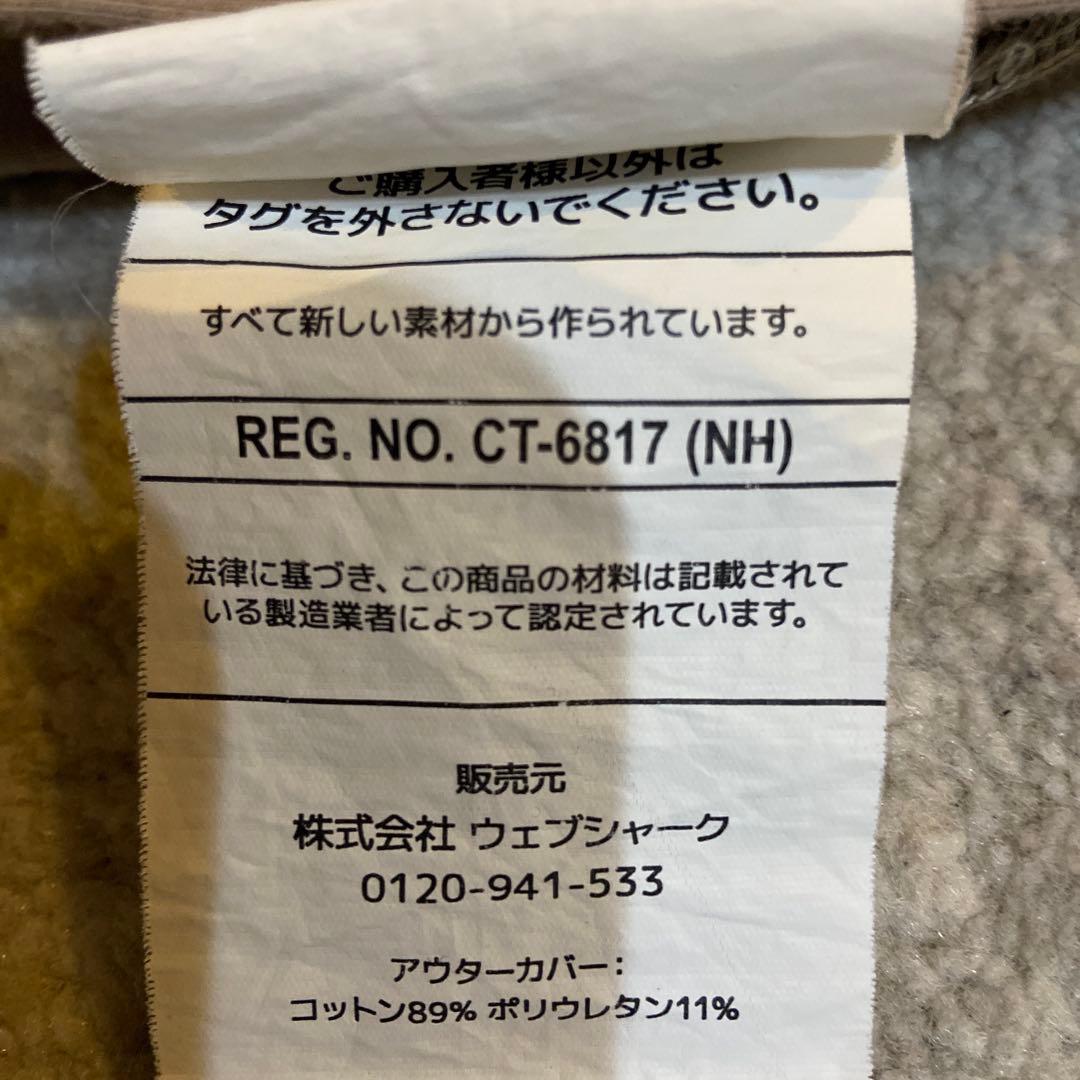 ご購入者様以外は
タグを外さないでください。
すべて新しい素材から作られています。
REG. NO. CT-6817 (NH)
法律に基づき、この商品の材料は記載されて
いる製造業者によって認定されています。
販売元
株式会社 ウェブシャーク
0120-941-533
アウターカバー：
コットン89% ポリウレタン11%